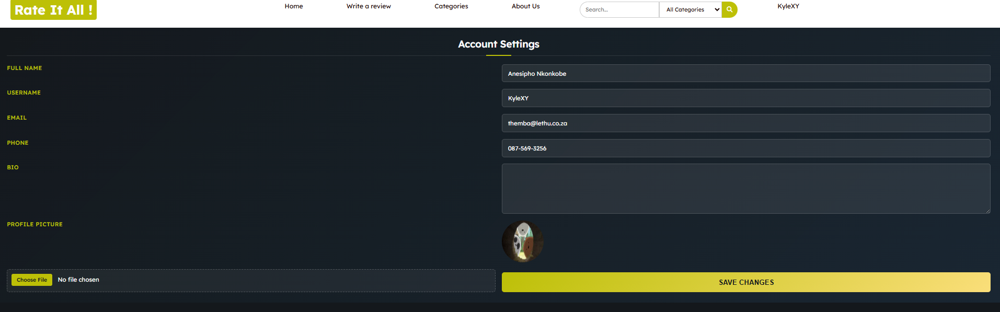 Rate It All !
Home
Write a review
Categories
About Us
Search...
All Categories
KyleXY
Account Settings
FULL NAME
Anesipho Nkonkobe
USERNAME
KyleXY
EMAIL
themba@lethu.co.za
PHONE
087-569-3256
BIO
PROFILE PICTURE
Choose File No file chosen
SAVE CHANGES